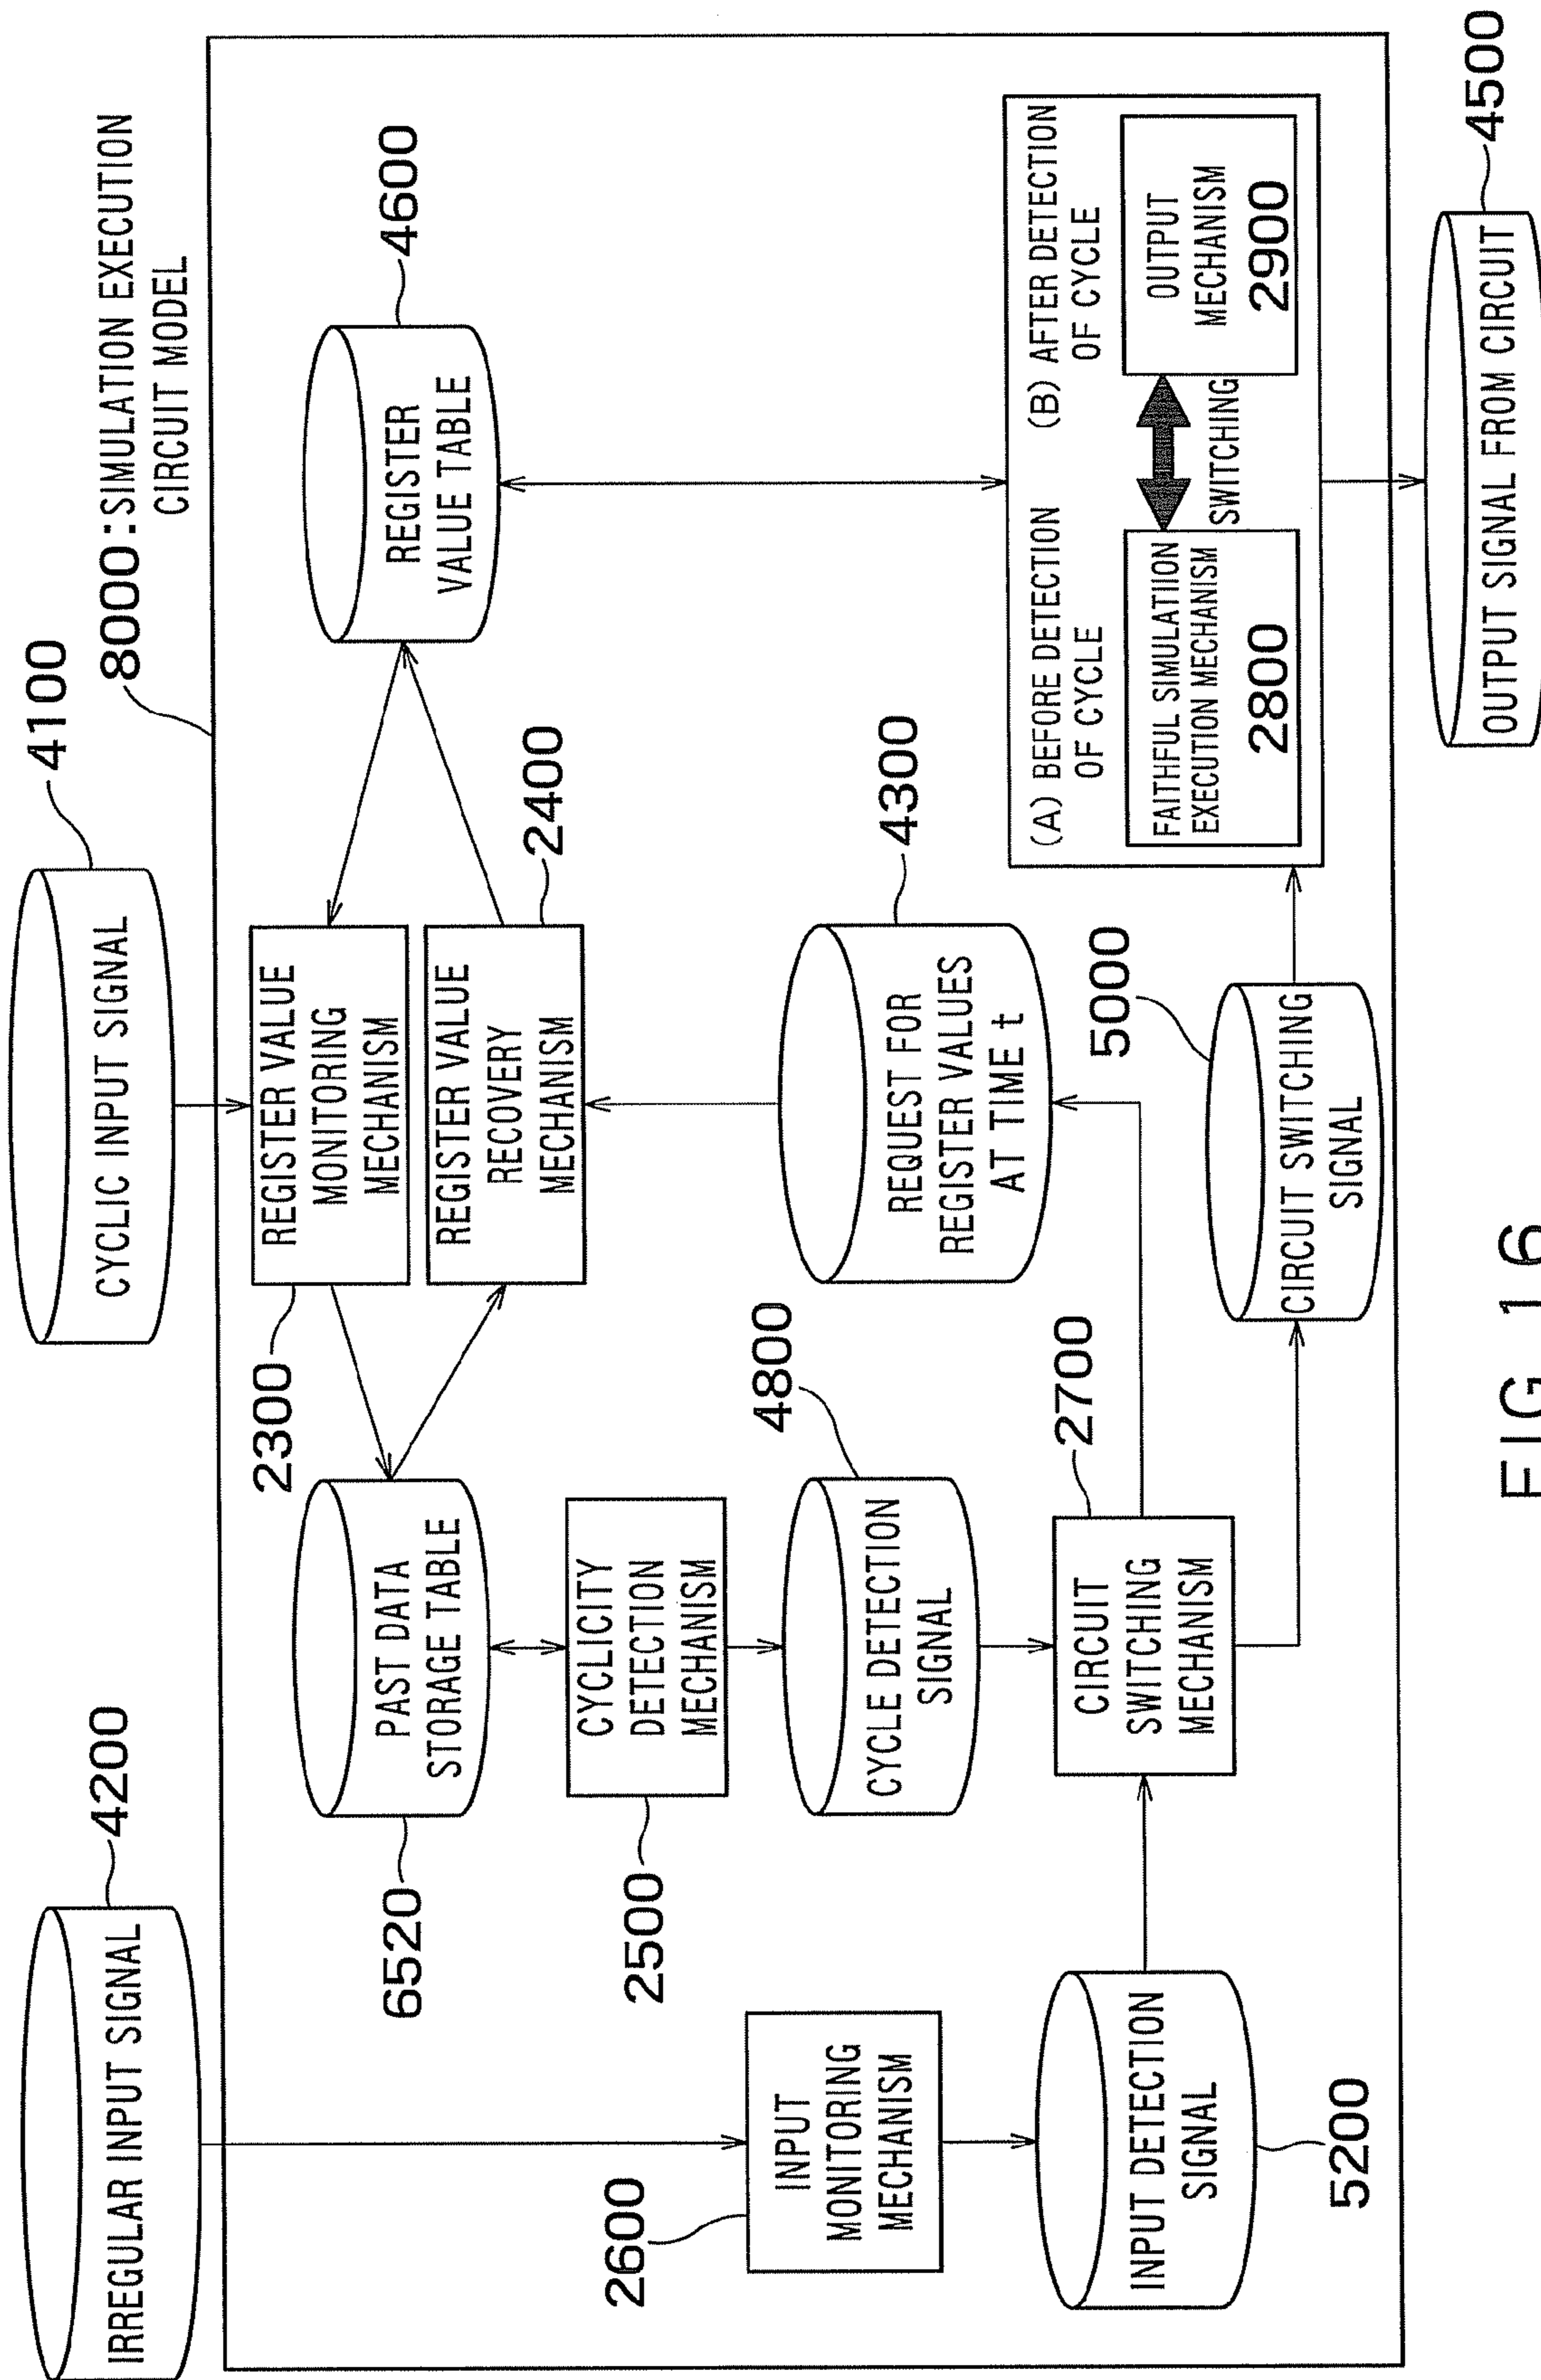 IRREGULAR INPUT SIGNAL
4200
CYCLIC INPUT SIGNAL
4100
8000:SIMULATION EXECUTION
CIRCUIT MODEL
PAST DATA
STORAGE TABLE
6520
2300
REGISTER VALUE
MONITORING
MECHANISM
REGISTER VALUE
RECOVERY
MECHANISM
2400
REGISTER
VALUE TABLE
4600
CYCLICITY
DETECTION
MECHANISM
2500
INPUT
MONITORING
MECHANISM
2600
CYCLE DETECTION
SIGNAL
4800
REQUEST FOR
REGISTER VALUES
AT TIME t
4300
INPUT DETECTION
SIGNAL
5200
CIRCUIT
SWITCHING
MECHANISM
2700
CIRCUIT SWITCHING
SIGNAL
5000
(A) BEFORE DETECTION
OF CYCLE
(B) AFTER DETECTION
OF CYCLE
FAITHFUL SIMULATIION
EXECUTION MECHANISM
2800
SWITCHING
OUTPUT
MECHANISM
2900
OUTPUT SIGNAL FROM CIRCUIT
4500
FIG. 16